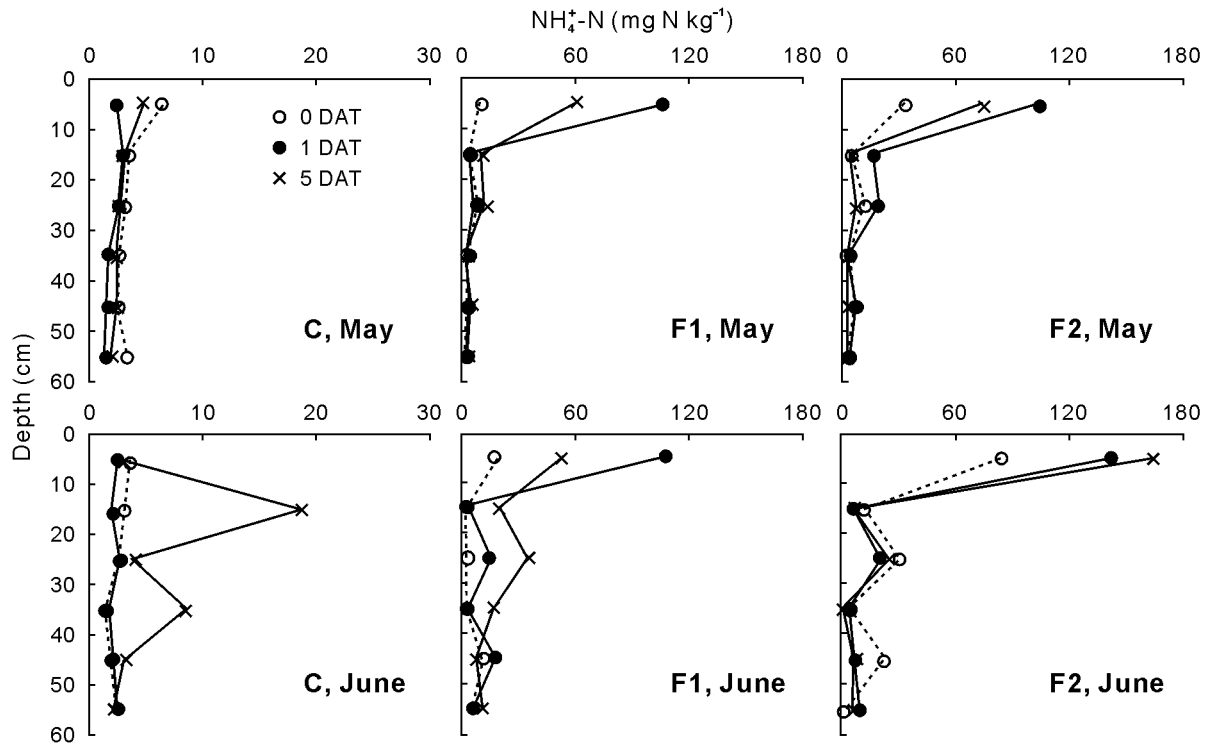 NH₄⁺-N (mg N kg⁻¹)
0 10 20 30 0 60 120 180 0 60 120 180
0
10
20
30
40
50
60
0 DAT
1 DAT
5 DAT
C, May F1, May F2, May
Depth (cm)
0 10 20 30 0 60 120 180 0 60 120 180
0
10
20
30
40
50
60
C, June F1, June F2, June